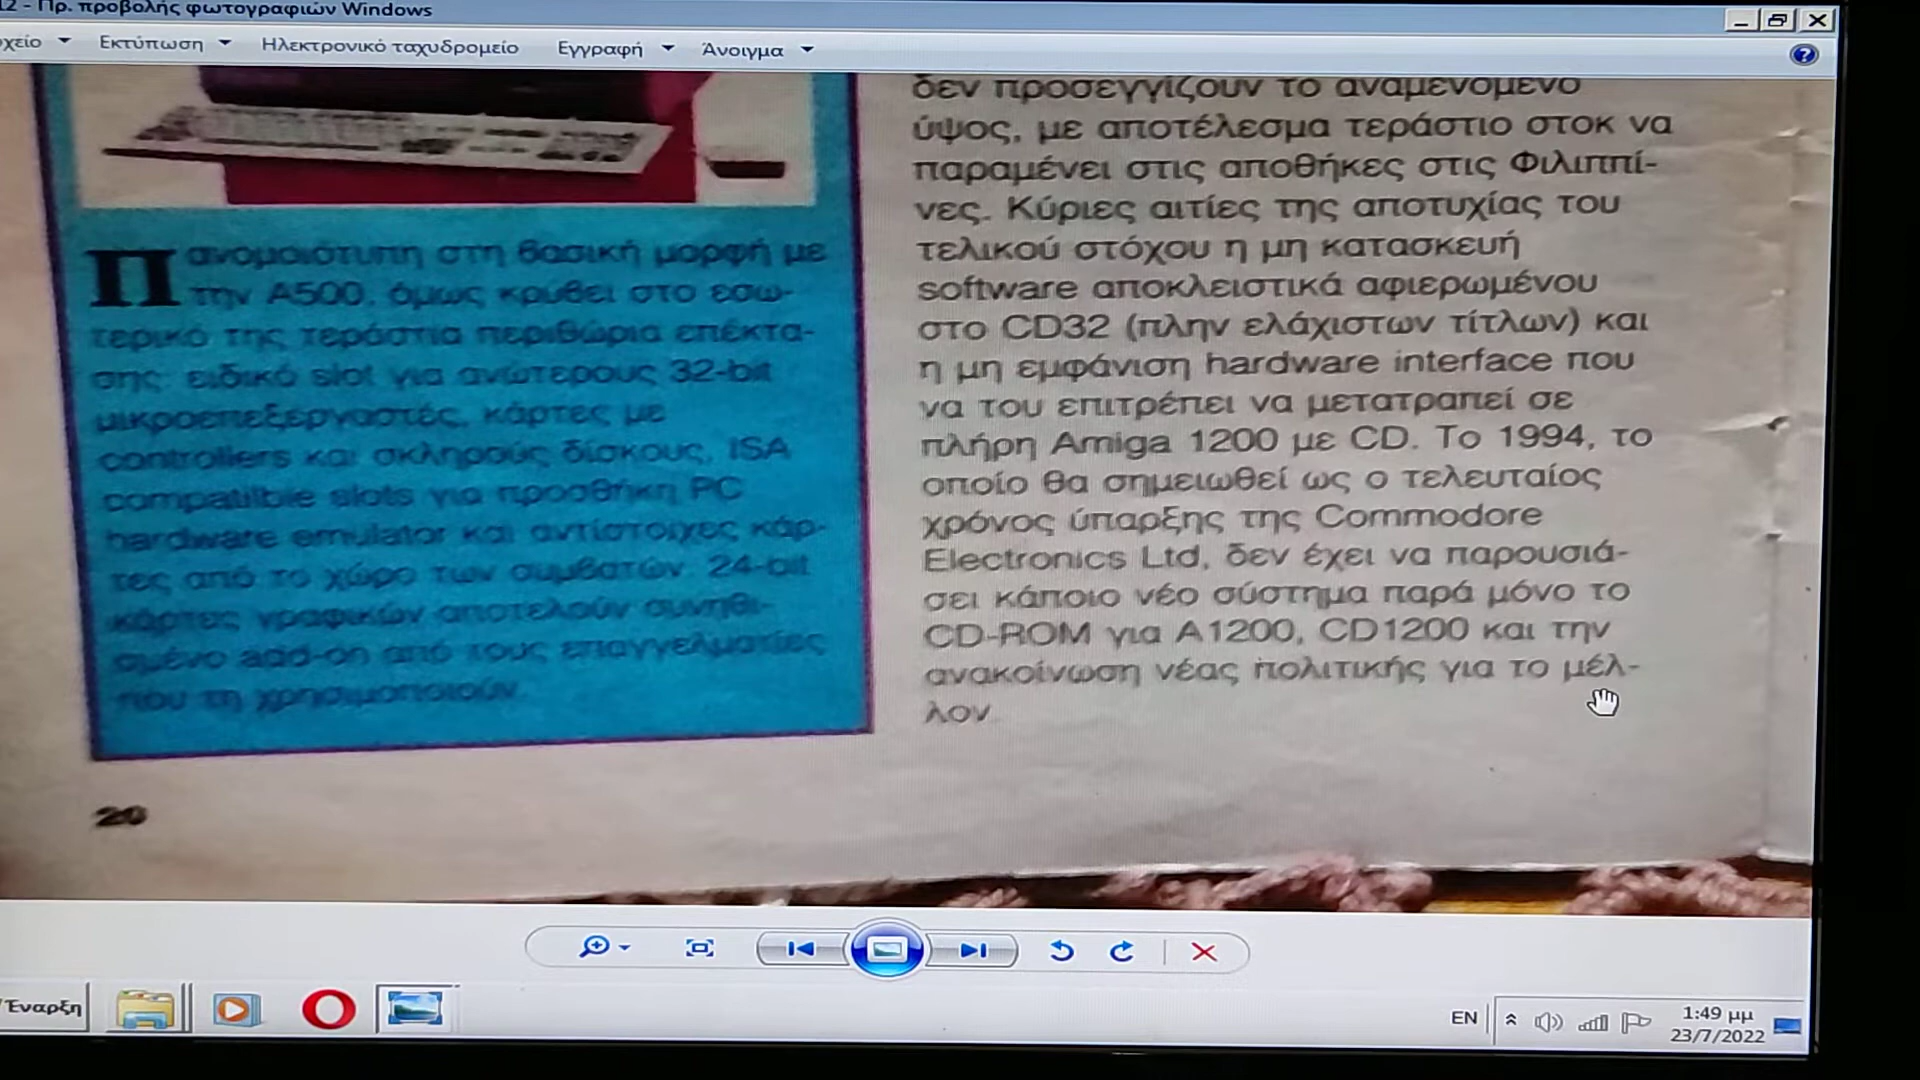 12 - Πρ. προβολής φωτογραφιών Windows
χείο Εκτύπωση Ηλεκτρονικό ταχυδρομείο Εγγραφή Άνοιγμα
Πανομοιότυπη στη βασική μορφή με
την A500, όμως κρύβει στο εσω-
τερικό της τεράστια περιθώρια επέκτα-
σης: ειδικό slot για ανώτερους 32-bit
μικροεπεξεργαστές, κάρτες με
controllers και σκληρούς δίσκους, ISA
compatible slots για προσθήκη PC
hardware emulator και αντίστοιχες κάρ-
τες από το χώρο των συμβατών. 24-bit
κάρτες γραφικών αποτελούν συνηθι-
σμένο add-on από τους επαγγελματίες
που τη χρησιμοποιούν.
20
δεν προσεγγίζουν το αναμενόμενο
ύψος, με αποτέλεσμα τεράστιο στοκ να
παραμένει στις αποθήκες στις Φιλιππί-
νες. Κύριες αιτίες της αποτυχίας του
τελικού στόχου η μη κατασκευή
software αποκλειστικά αφιερωμένου
στο CD32 (πλην ελάχιστων τίτλων) και
η μη εμφάνιση hardware interface που
να του επιτρέπει να μετατραπεί σε
πλήρη Amiga 1200 με CD. Το 1994, το
οποίο θα σημειωθεί ως ο τελευταίος
χρόνος ύπαρξης της Commodore
Electronics Ltd, δεν έχει να παρουσιά-
σει κάποιο νέο σύστημα παρά μόνο το
CD-ROM για A1200, CD1200 και την
ανακοίνωση νέας πολιτικής για το μέλ-
λον
Έναρξη
EN
1:49 μμ
23/7/2022